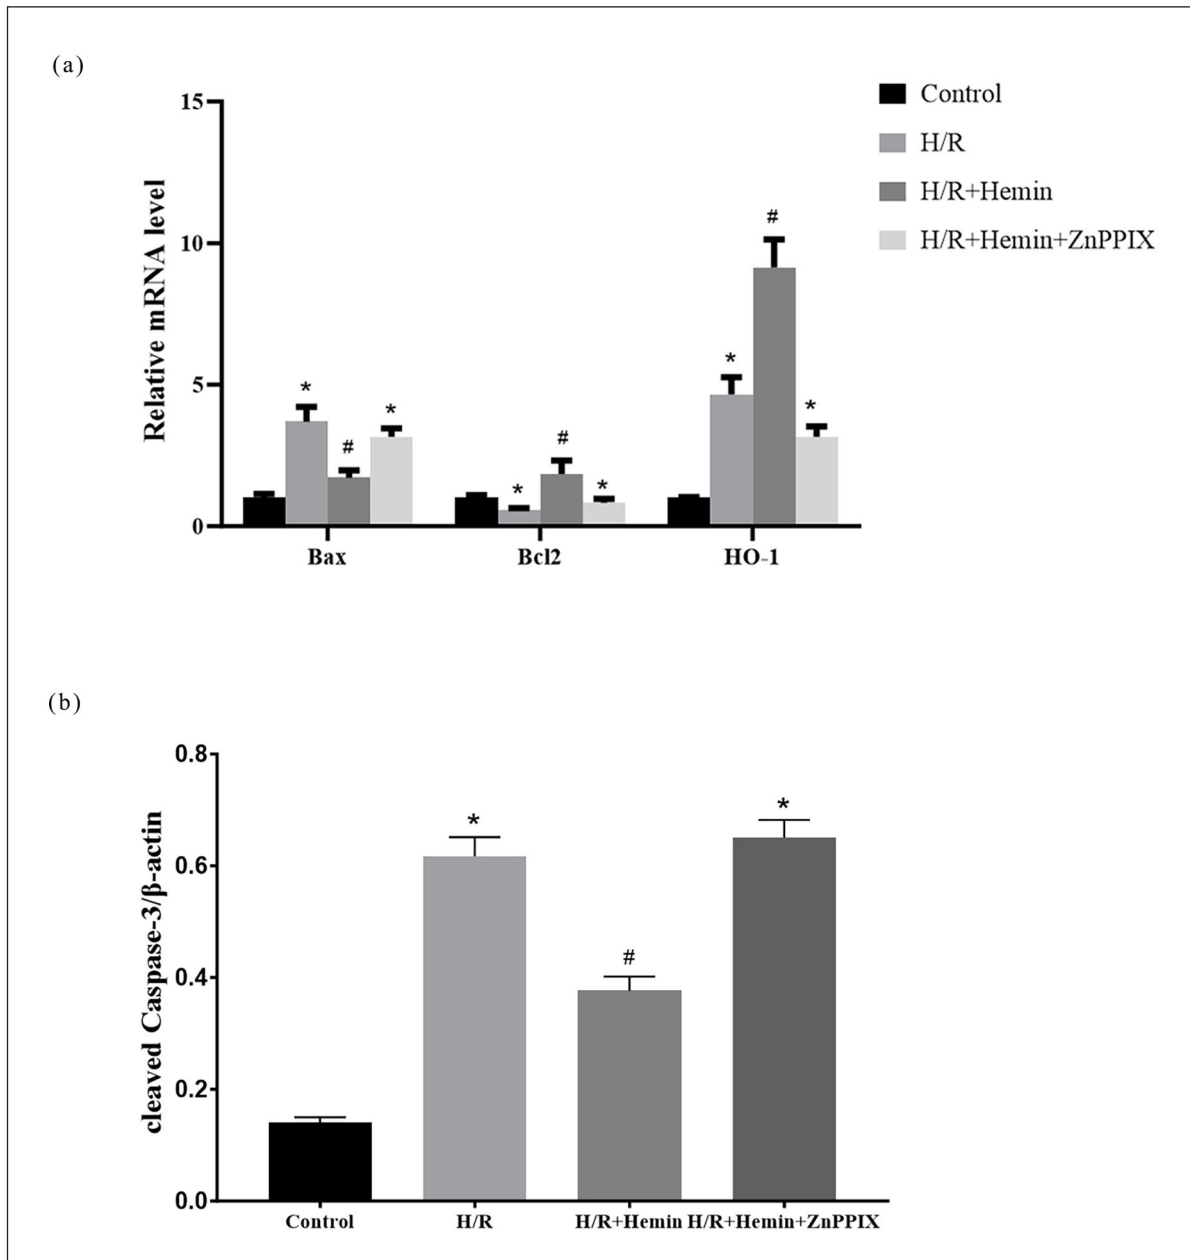 (a)
15
10
5
0
Relative mRNA level
Control
H/R
H/R+Hemin
H/R+Hemin+ZnPPIX
* # * * # * * # *
Bax Bcl2 HO-1
(b)
0.8
0.6
0.4
0.2
0.0
cleaved Caspase-3/β-actin
* # *
Control H/R H/R+Hemin H/R+Hemin+ZnPPIX